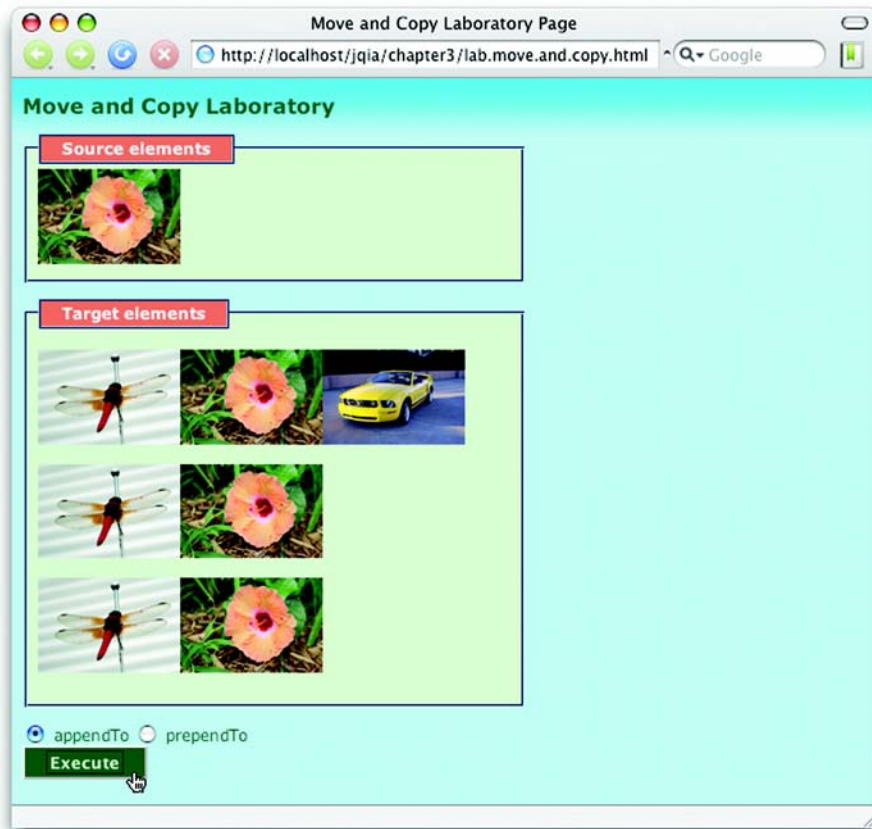 Move and Copy Laboratory Page
http://localhost/jqia/chapter3/lab.move.and.copy.html
Google
Move and Copy Laboratory
Source elements
Target elements
appendTo prependTo
Execute